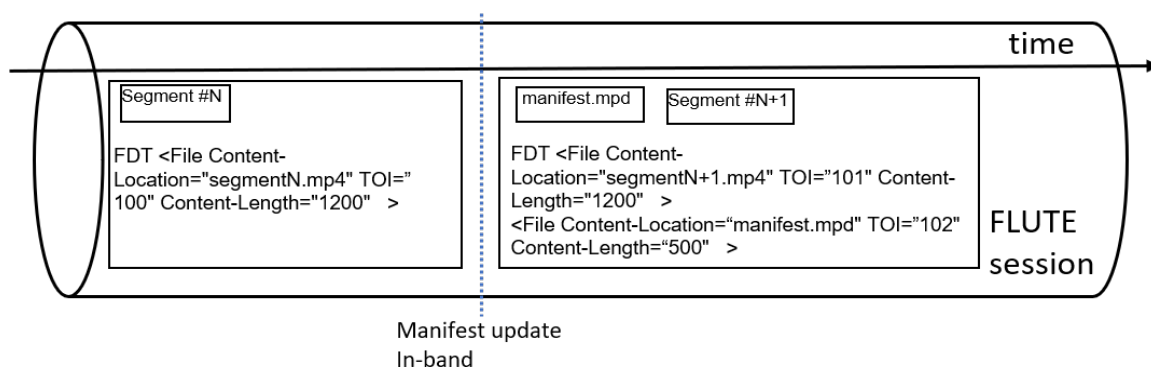 time
Segment #N
FDT <File Content-
Location="segmentN.mp4" TOI=”
100" Content-Length="1200"   >
manifest.mpd
Segment #N+1
FDT <File Content-
Location="segmentN+1.mp4" TOI=”101" Content-
Length="1200"   >
<File Content-Location=“manifest.mpd" TOI=”102"
Content-Length=“500"   >
FLUTE
session
Manifest update
In-band